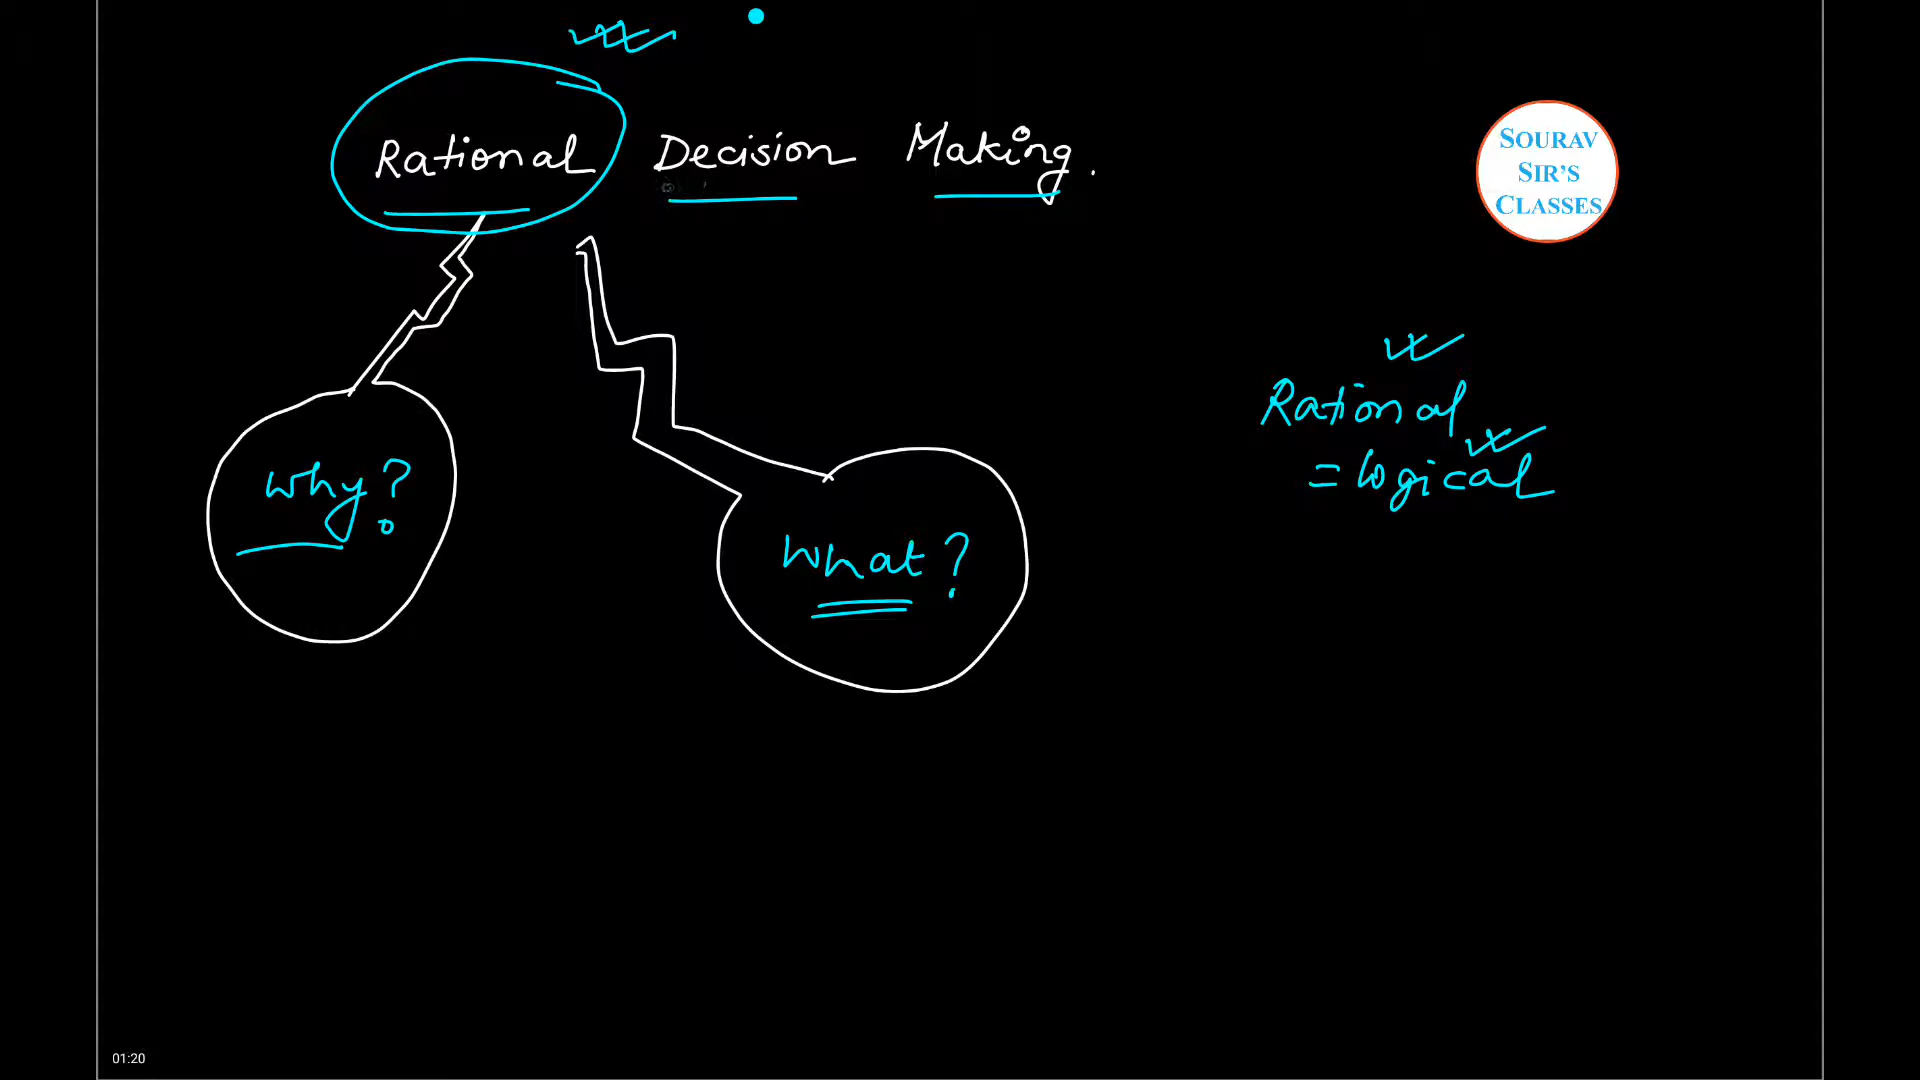 Rational Decision Making.
SOURAV
SIR'S
CLASSES
Rational
= logical
Why?
What?
01:20